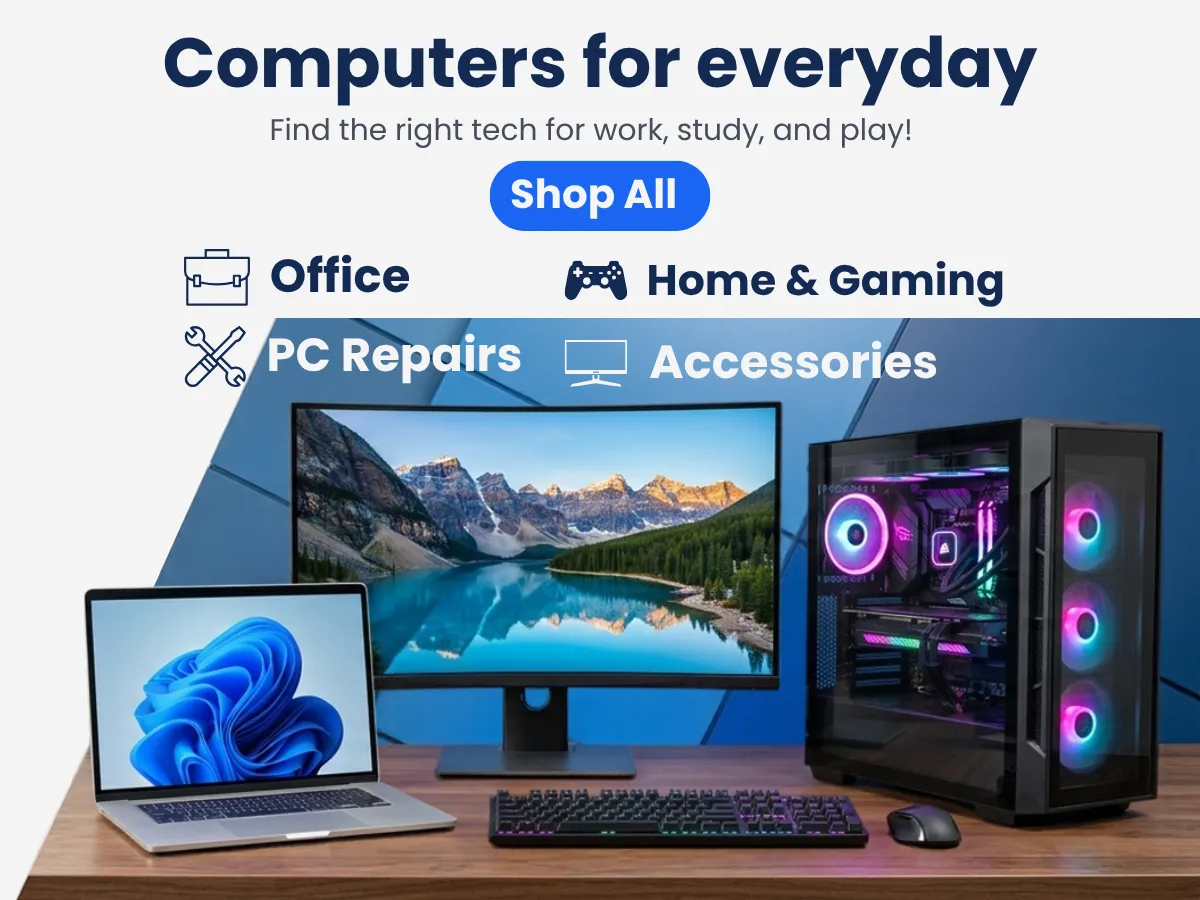 Computers for everyday
Find the right tech for work, study, and play!
Shop All
Office
Home & Gaming
PC Repairs
Accessories